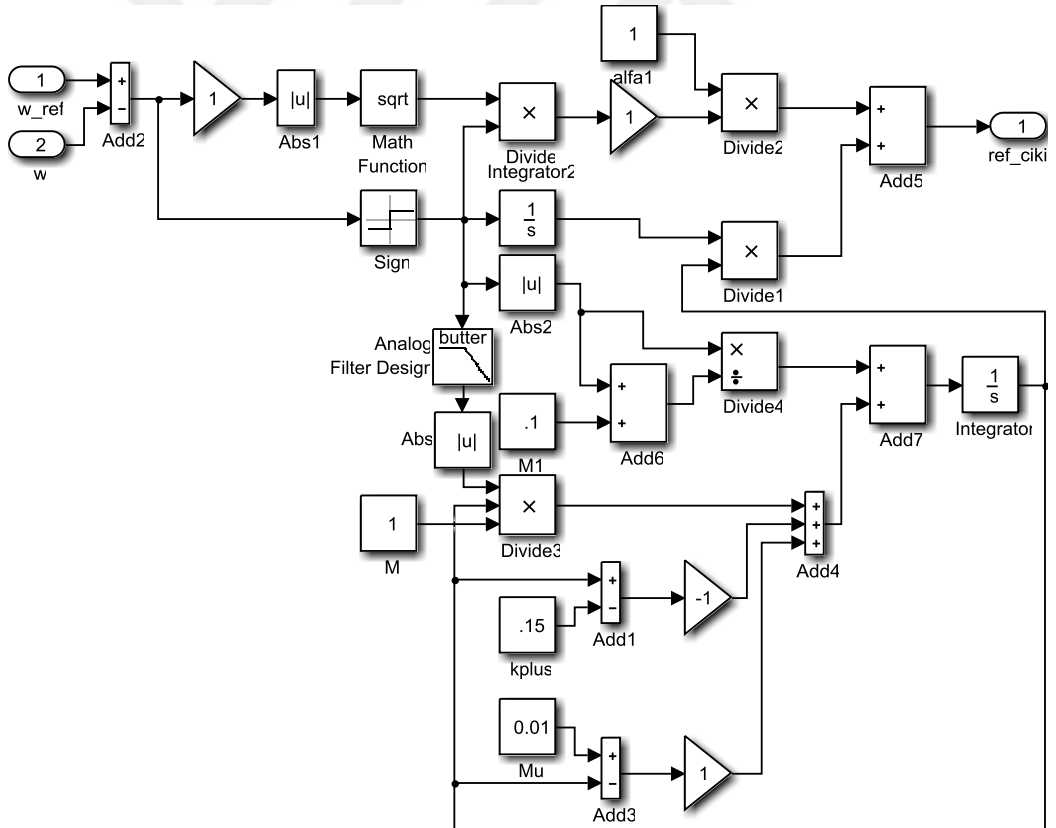 1
alfa1
1
w_ref
+
−
Add2
1
|u|
Abs1
sqrt
Math
Function
×
Divide
Integrator2
1
×
Divide2
+
+
Add5
1
ref_ciki
2
w
Sign
1
s
×
Divide1
|u|
Abs2
butter
Analog
Filter Design
×
÷
Divide4
+
+
Add7
1
s
Integrator
|u|
Abs
.1
M1
+
+
Add6
1
M
×
Divide3
+
+
+
Add4
+
−
Add1
-1
.15
kplus
0.01
Mu
+
−
Add3
1